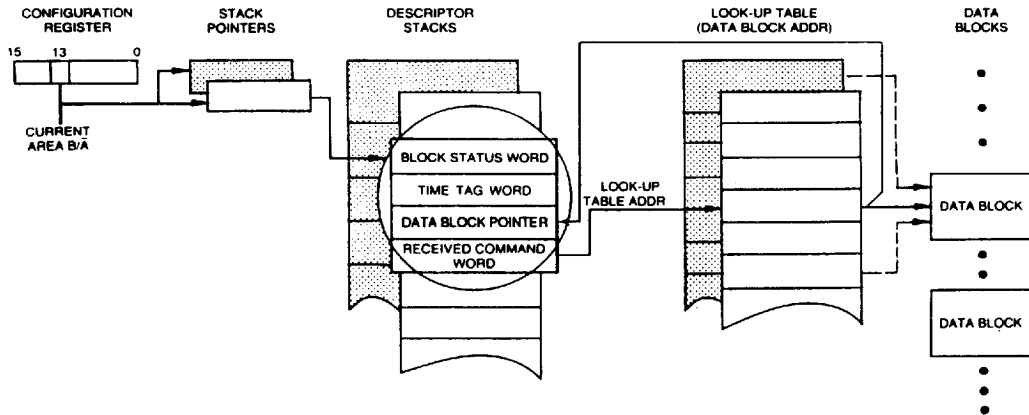 CONFIGURATION
REGISTER
15 13 0
CURRENT
AREA B/A̅
STACK
POINTERS
DESCRIPTOR
STACKS
BLOCK STATUS WORD
TIME TAG WORD
DATA BLOCK POINTER
RECEIVED COMMAND
WORD
LOOK-UP
TABLE ADDR
LOOK-UP TABLE
(DATA BLOCK ADDR)
DATA
BLOCKS
DATA BLOCK
DATA BLOCK